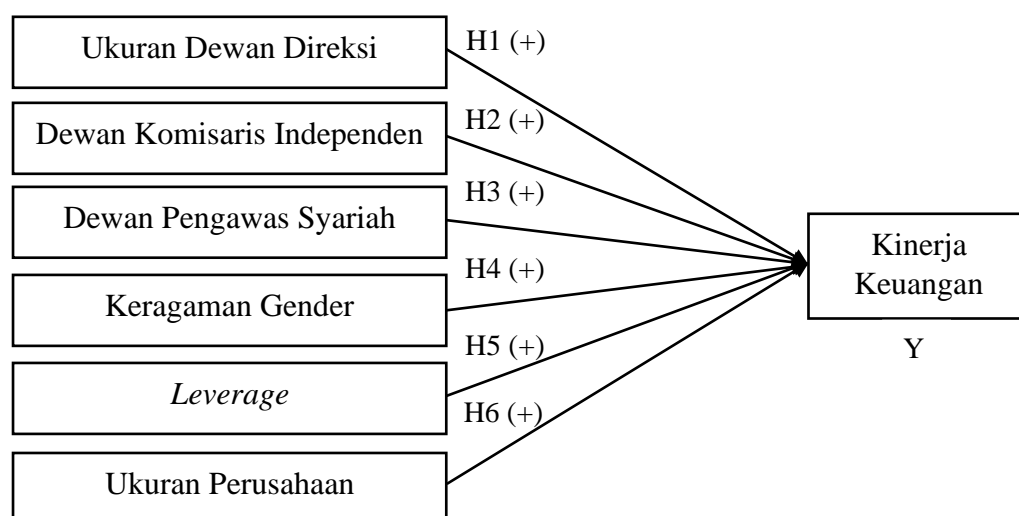 Ukuran Dewan Direksi
H1 (+)
Dewan Komisaris Independen
H2 (+)
Dewan Pengawas Syariah
H3 (+)
Keragaman Gender
H4 (+)
Leverage
H5 (+)
Ukuran Perusahaan
H6 (+)
Kinerja
Keuangan
Y